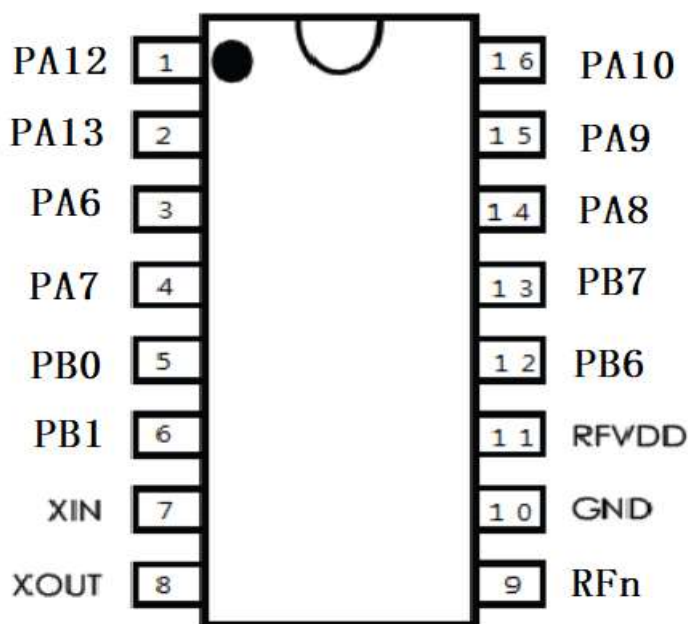 PA12 1 16 PA10
PA13 2 15 PA9
PA6 3 14 PA8
PA7 4 13 PB7
PB0 5 12 PB6
PB1 6 11 RFVDD
XIN 7 10 GND
XOUT 8 9 RFn